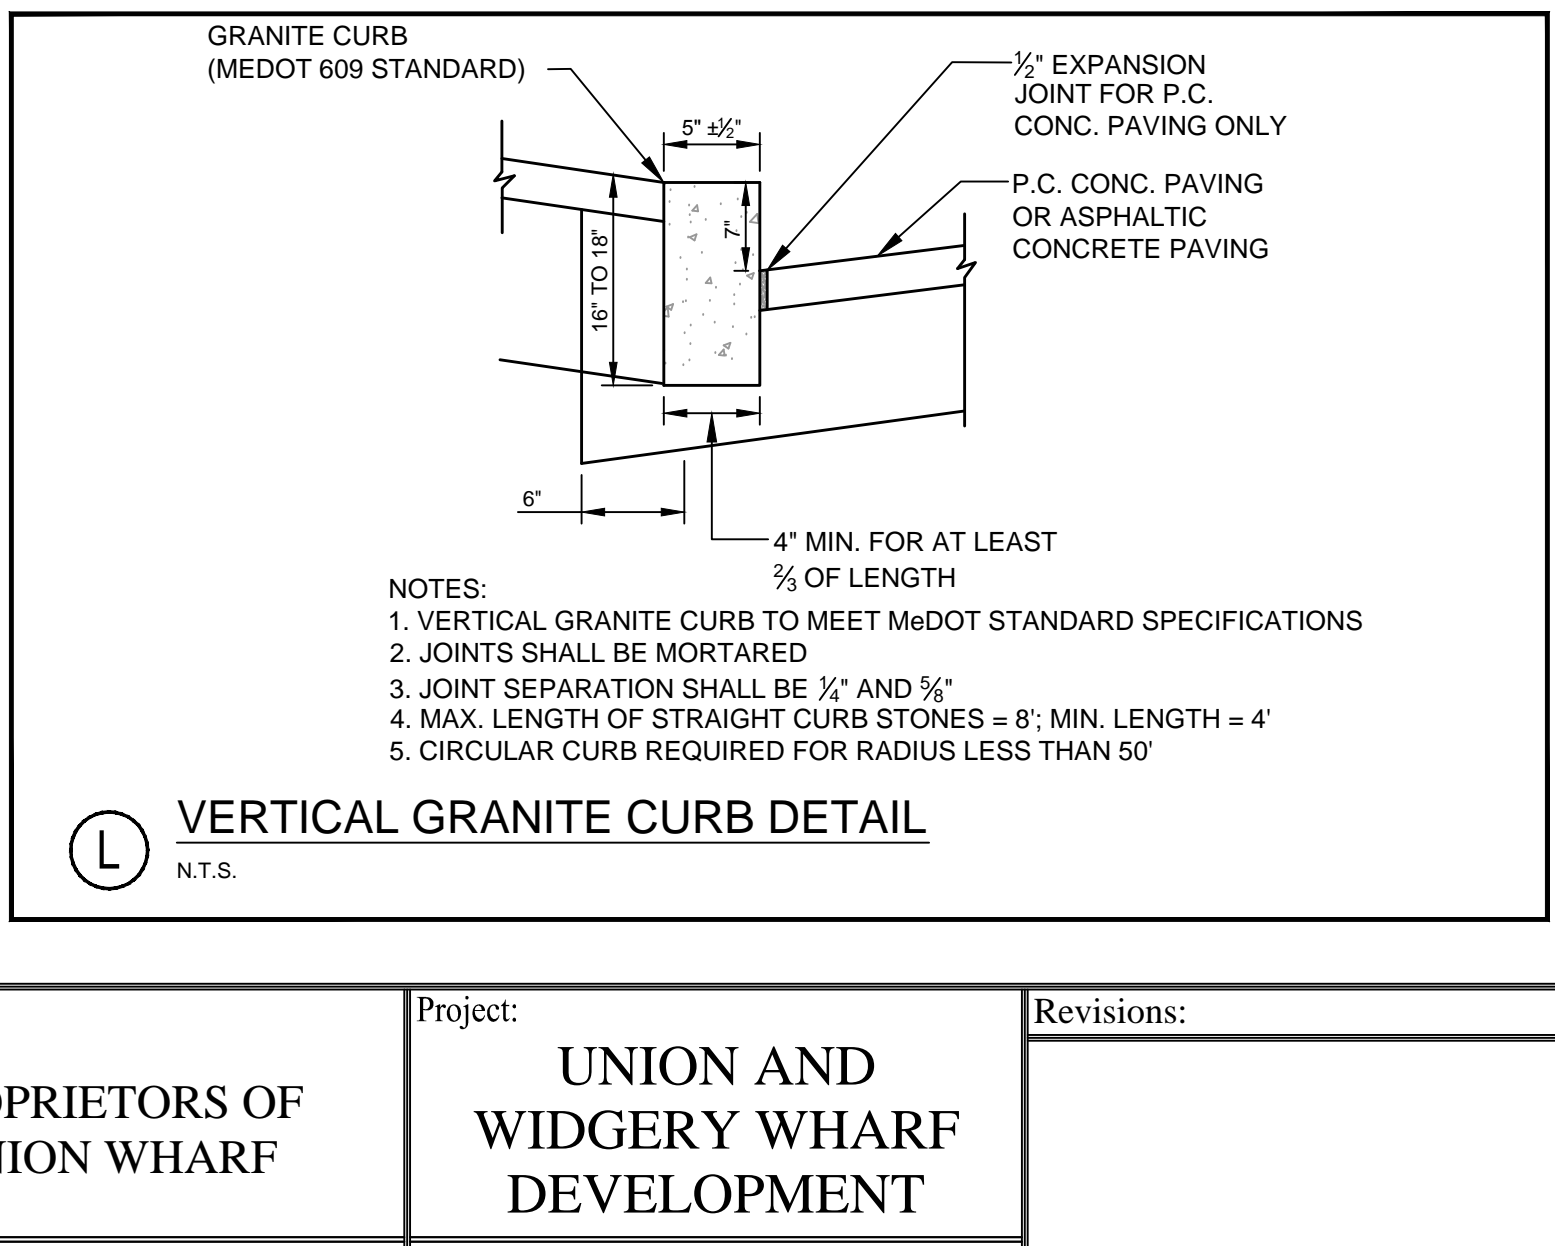 GRANITE CURB
(MEDOT 609 STANDARD)
5" ±½"
½" EXPANSION
JOINT FOR P.C.
CONC. PAVING ONLY
P.C. CONC. PAVING
OR ASPHALTIC
CONCRETE PAVING
7"
16" TO 18"
6"
4" MIN. FOR AT LEAST
⅔ OF LENGTH
NOTES:
1. VERTICAL GRANITE CURB TO MEET MeDOT STANDARD SPECIFICATIONS
2. JOINTS SHALL BE MORTARED
3. JOINT SEPARATION SHALL BE ¼" AND ⅝"
4. MAX. LENGTH OF STRAIGHT CURB STONES = 8'; MIN. LENGTH = 4'
5. CIRCULAR CURB REQUIRED FOR RADIUS LESS THAN 50'
L
VERTICAL GRANITE CURB DETAIL
N.T.S.
OPRIETORS OF
NION WHARF
Project:
UNION AND
WIDGERY WHARF
DEVELOPMENT
Revisions: